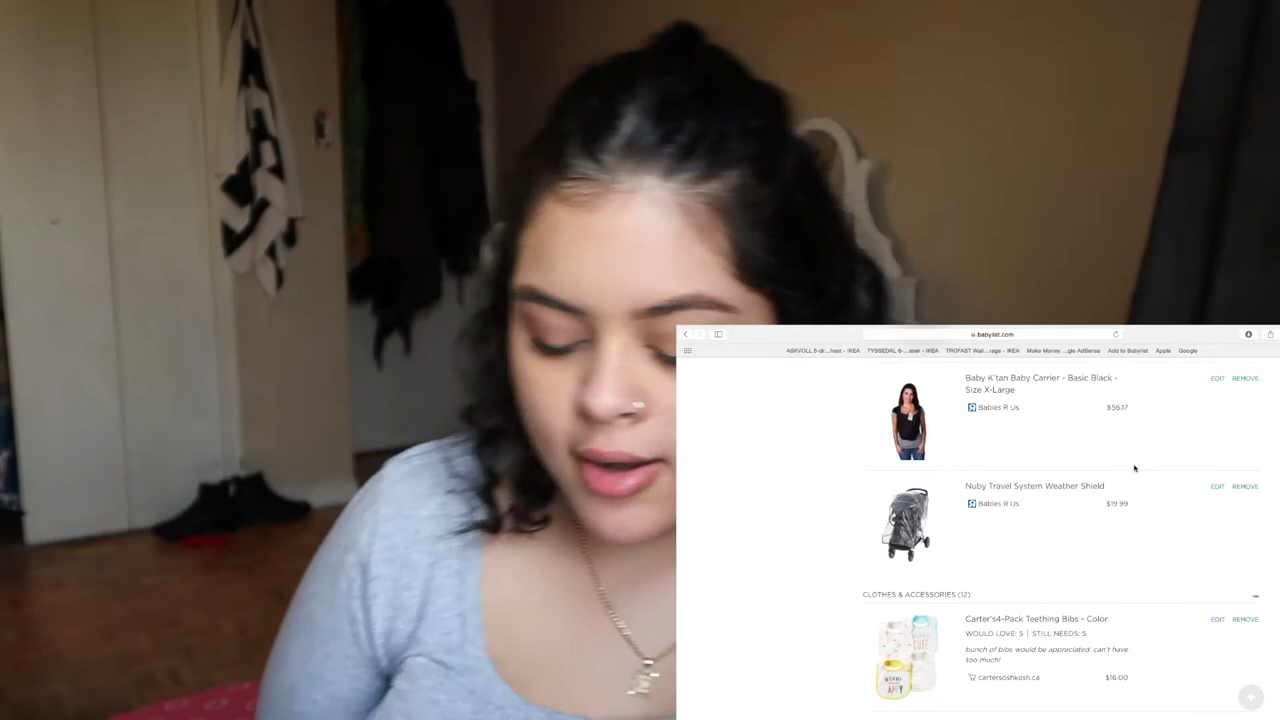 babylist.com
ASKVOLL 5-dr...hest - IKEA TYSSEDAL 6-...sser - IKEA TROFAST Wall...rage - IKEA Make Money ...gle AdSense Add to Babylist Apple Google
Baby K'tan Baby Carrier - Basic Black -
Size X-Large
EDIT REMOVE
Babies R Us $56.17
Nuby Travel System Weather Shield
EDIT REMOVE
Babies R Us $19.99
CLOTHES & ACCESSORIES (12)
Carter's4-Pack Teething Bibs - Color
EDIT REMOVE
WOULD LOVE: 5 | STILL NEEDS: 5
bunch of bibs would be appreciated. can't have
too much!
cartersoshkosh.ca $16.00